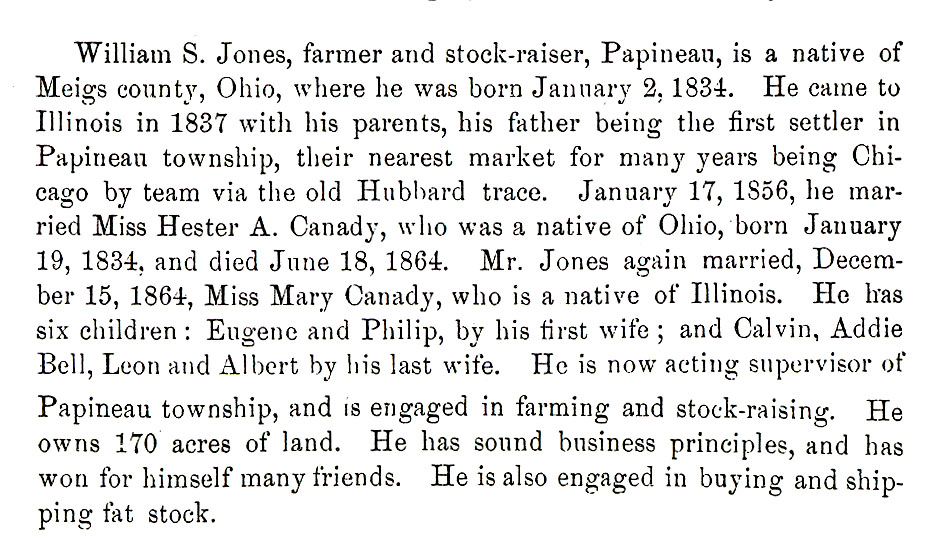 William S. Jones, farmer and stock-raiser, Papineau, is a native of
Meigs county, Ohio, where he was born January 2, 1834. He came to
Illinois in 1837 with his parents, his father being the first settler in
Papineau township, their nearest market for many years being Chi-
cago by team via the old Hubbard trace. January 17, 1856, he mar-
ried Miss Hester A. Canady, who was a native of Ohio, born January
19, 1834, and died June 18, 1864. Mr. Jones again married, Decem-
ber 15, 1864, Miss Mary Canady, who is a native of Illinois. He has
six children: Eugene and Philip, by his first wife; and Calvin, Addie
Bell, Leon and Albert by his last wife. He is now acting supervisor of
Papineau township, and is engaged in farming and stock-raising. He
owns 170 acres of land. He has sound business principles, and has
won for himself many friends. He is also engaged in buying and ship-
ping fat stock.